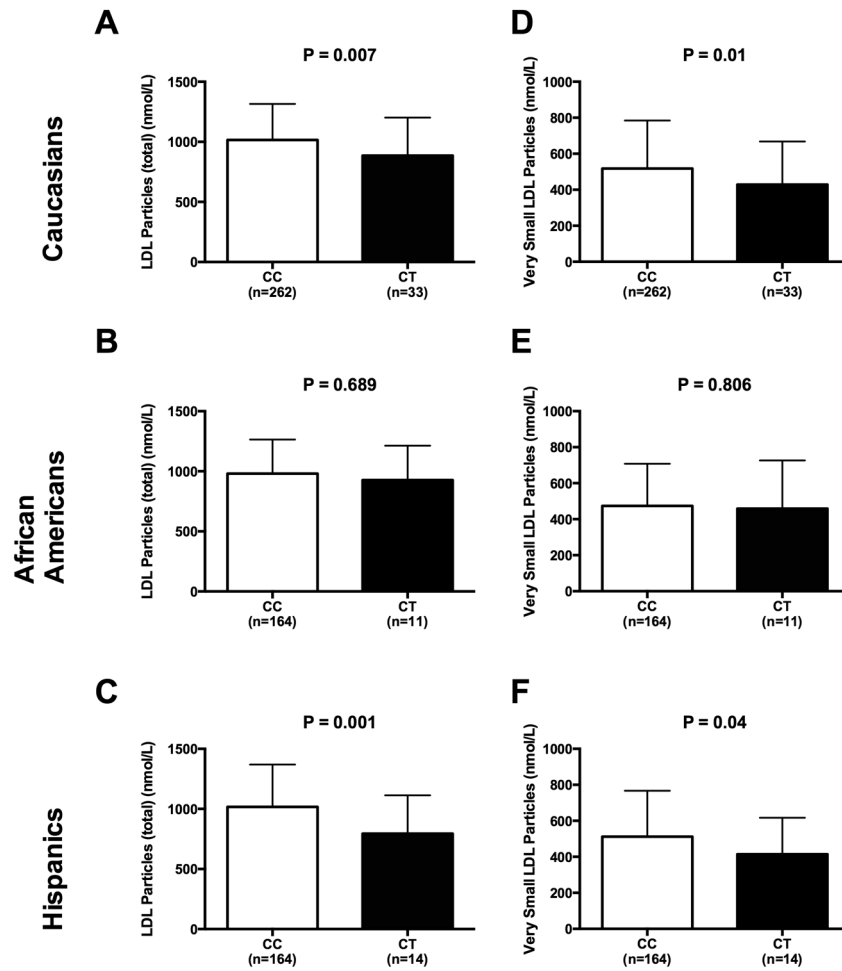 A
P = 0.007
LDL Particles (total) (nmol/L)
1500
1000
500
0
CC
(n=262)
CT
(n=33)
D
P = 0.01
Very Small LDL Particles (nmol/L)
1000
800
600
400
200
0
CC
(n=262)
CT
(n=33)
Caucasians
B
P = 0.689
LDL Particles (total) (nmol/L)
1500
1000
500
0
CC
(n=164)
CT
(n=11)
E
P = 0.806
Very Small LDL Particles (nmol/L)
1000
800
600
400
200
0
CC
(n=164)
CT
(n=11)
African
Americans
C
P = 0.001
LDL Particles (total) (nmol/L)
1500
1000
500
0
CC
(n=164)
CT
(n=14)
F
P = 0.04
Very Small LDL Particles (nmol/L)
1000
800
600
400
200
0
CC
(n=164)
CT
(n=14)
Hispanics